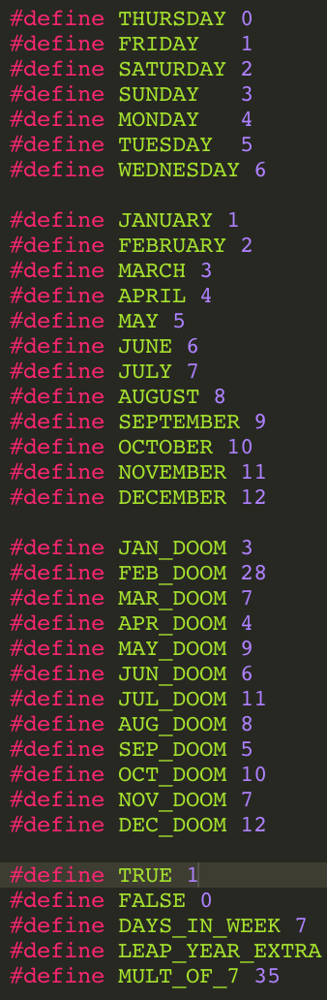 #define THURSDAY 0
#define FRIDAY 1
#define SATURDAY 2
#define SUNDAY 3
#define MONDAY 4
#define TUESDAY 5
#define WEDNESDAY 6
#define JANUARY 1
#define FEBRUARY 2
#define MARCH 3
#define APRIL 4
#define MAY 5
#define JUNE 6
#define JULY 7
#define AUGUST 8
#define SEPTEMBER 9
#define OCTOBER 10
#define NOVEMBER 11
#define DECEMBER 12
#define JAN_DOOM 3
#define FEB_DOOM 28
#define MAR_DOOM 7
#define APR_DOOM 4
#define MAY_DOOM 9
#define JUN_DOOM 6
#define JUL_DOOM 11
#define AUG_DOOM 8
#define SEP_DOOM 5
#define OCT_DOOM 10
#define NOV_DOOM 7
#define DEC_DOOM 12
#define TRUE 1
#define FALSE 0
#define DAYS_IN_WEEK 7
#define LEAP_YEAR_EXTRA
#define MULT_OF_7 35